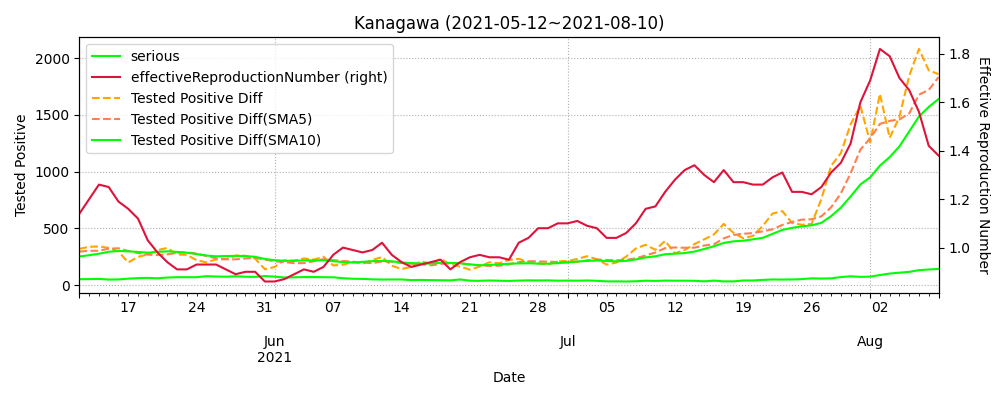 Kanagawa (2021-05-12~2021-08-10)
serious
effectiveReproductionNumber (right)
Tested Positive Diff
Tested Positive Diff(SMA5)
Tested Positive Diff(SMA10)
Tested Positive
2000
1500
1000
500
0
1.8
1.6
1.4
1.2
1.0
Effective Reproduction Number
17 24 31 07 14 21 28 05 12 19 26 02
Jun Jul Aug
2021
Date